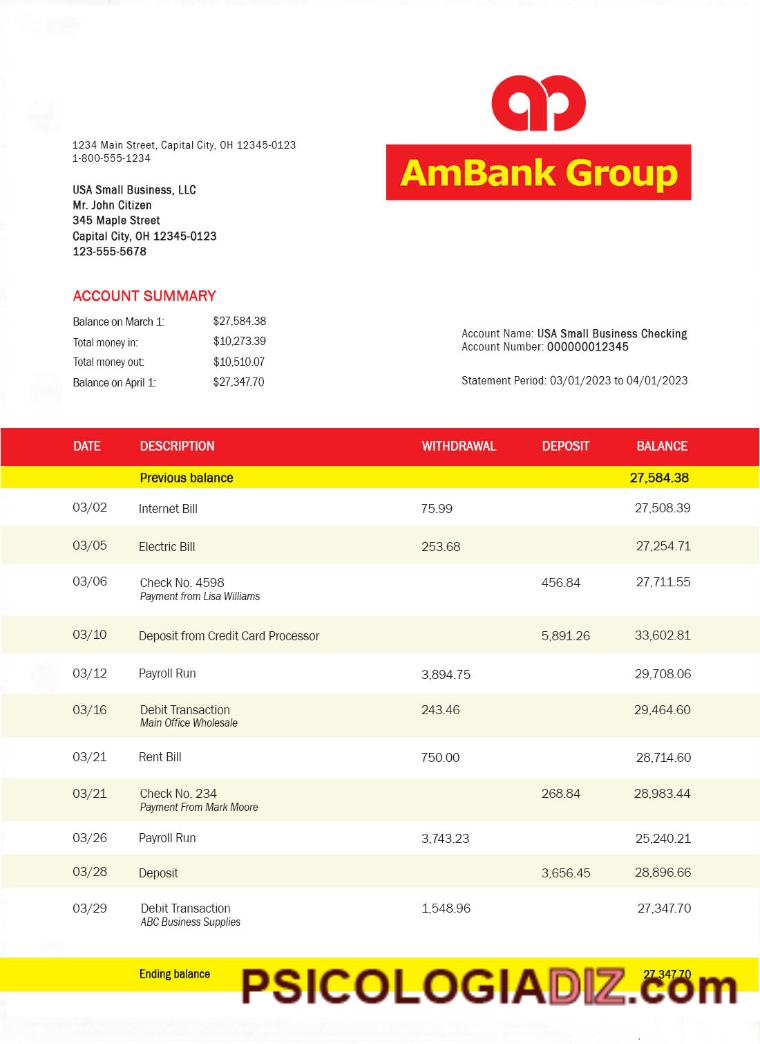 1234 Main Street, Capital City, OH 12345-0123
1-800-555-1234
AmBank Group
USA Small Business, LLC
Mr. John Citizen
345 Maple Street
Capital City, OH 12345-0123
123-555-5678
ACCOUNT SUMMARY
Balance on March 1: $27,584.38
Total money in: $10,273.39
Total money out: $10,510.07
Balance on April 1: $27,347.70
Account Name: USA Small Business Checking
Account Number: 000000012345
Statement Period: 03/01/2023 to 04/01/2023
DATE DESCRIPTION WITHDRAWAL DEPOSIT BALANCE
Previous balance 27,584.38
03/02 Internet Bill 75.99 27,508.39
03/05 Electric Bill 253.68 27,254.71
03/06 Check No. 4598 456.84 27,711.55
Payment from Lisa Williams
03/10 Deposit from Credit Card Processor 5,891.26 33,602.81
03/12 Payroll Run 3,894.75 29,708.06
03/16 Debit Transaction 243.46 29,464.60
Main Office Wholesale
03/21 Rent Bill 750.00 28,714.60
03/21 Check No. 234 268.84 28,983.44
Payment From Mark Moore
03/26 Payroll Run 3,743.23 25,240.21
03/28 Deposit 3,656.45 28,896.66
03/29 Debit Transaction 1,548.96 27,347.70
ABC Business Supplies
Ending balance 27,347.70
PSICOLOGIADIZ.com